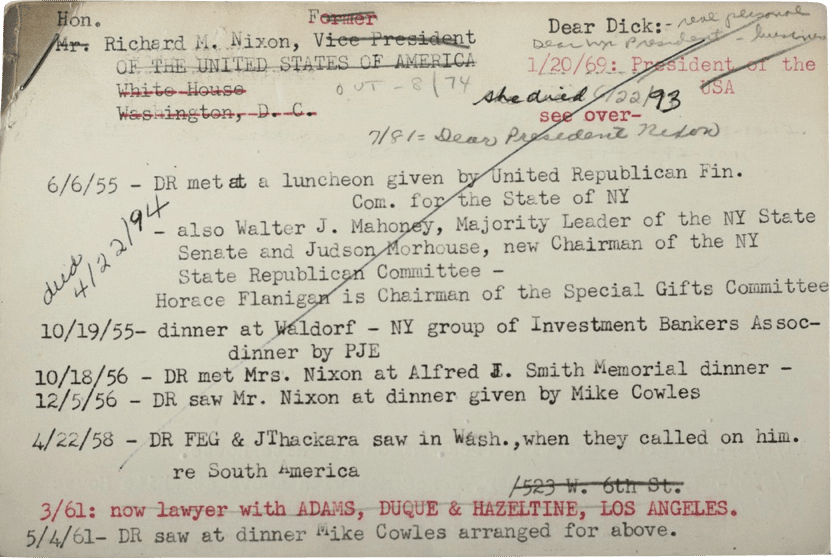 Hon. Former Dear Dick:- real personal
Mr. Richard M. Nixon, Vice President Dear Mr. President - business
OF THE UNITED STATES OF AMERICA 1/20/69: President of the
White House OUT - 8/74 she died 6/22/93 USA
Washington, D. C. see over-
7/81= Dear President Nixon
6/6/55 - DR met at a luncheon given by United Republican Fin.
Com. for the State of NY
- also Walter J. Mahoney, Majority Leader of the NY State
Senate and Judson Morhouse, new Chairman of the NY
State Republican Committee -
died 4/22/94
Horace Flanigan is Chairman of the Special Gifts Committee
10/19/55- dinner at Waldorf - NY group of Investment Bankers Assoc-
dinner by PJE
10/18/56 - DR met Mrs. Nixon at Alfred E. Smith Memorial dinner -
12/5/56 - DR saw Mr. Nixon at dinner given by Mike Cowles
4/22/58 - DR FEG & JThackara saw in Wash.,when they called on him.
re South America
/523 W. 6th St.
3/61: now lawyer with ADAMS, DUQUE & HAZELTINE, LOS ANGELES.
5/4/61- DR saw at dinner Mike Cowles arranged for above.